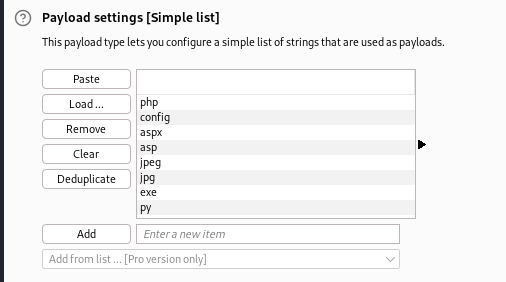 Payload settings [Simple list]
This payload type lets you configure a simple list of strings that are used as payloads.
Paste
Load ...
Remove
Clear
Deduplicate
php
config
aspx
asp
jpeg
jpg
exe
py
Add
Enter a new item
Add from list ... [Pro version only]